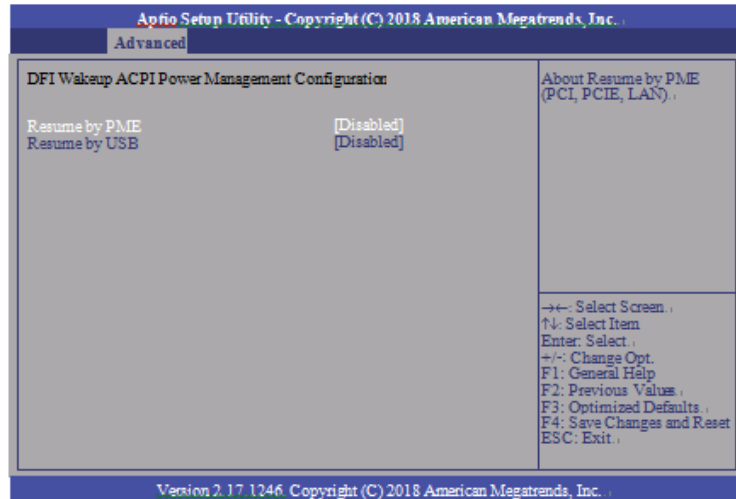 Aptio Setup Utility - Copyright (C) 2018 American Megatrends, Inc.
Advanced
DFI Wakeup ACPI Power Management Configuration
Resume by PME [Disabled]
Resume by USB [Disabled]
About Resume by PME
(PCI, PCIE, LAN).
→←: Select Screen
↑↓: Select Item
Enter: Select
+/-: Change Opt.
F1: General Help
F2: Previous Values
F3: Optimized Defaults
F4: Save Changes and Reset
ESC: Exit
Version 2.17.1246. Copyright (C) 2018 American Megatrends, Inc.